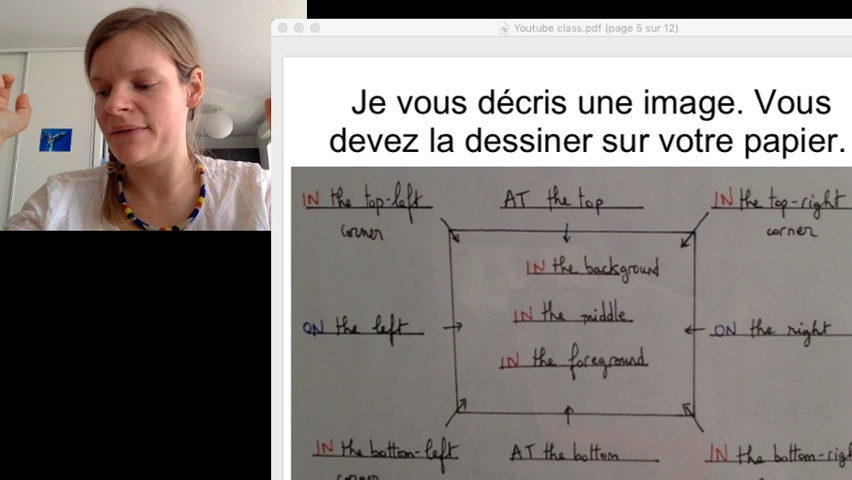 Youtube class.pdf (page 5 sur 12)
Je vous décris une image. Vous
devez la dessiner sur votre papier.
IN the top-left
corner
AT the top
IN the top-right
corner
IN the background
ON the left
IN the middle
ON the right
IN the foreground
IN the bottom-left
corner
AT the bottom
IN the bottom-righ